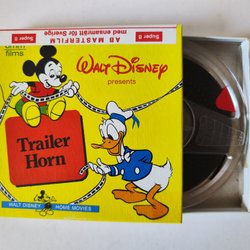 Super 8
AB MASTERFILM
med ensamrätt för Sverige
Super 8
films
WALT DISNEY
presents
Trailer
Horn
WALT DISNEY HOME MOVIES